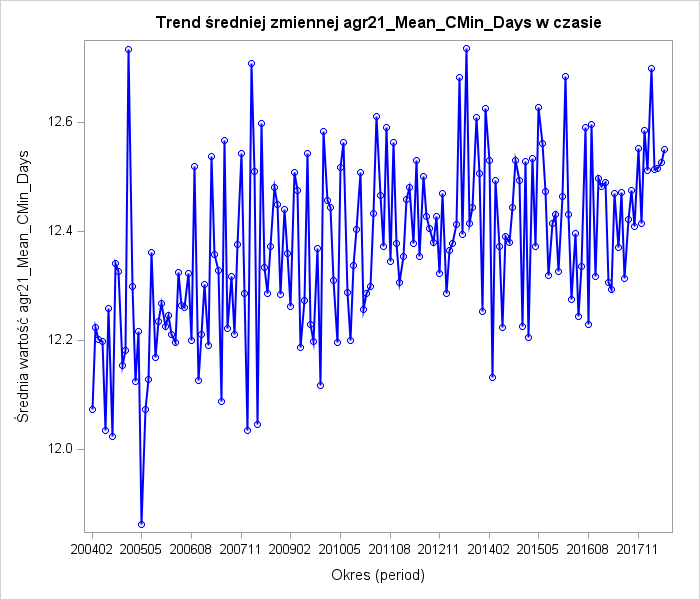 Trend średniej zmiennej agr21_Mean_CMin_Days w czasie
Średnia wartość agr21_Mean_CMin_Days
12.6
12.4
12.2
12.0
200402 200505 200608 200711 200902 201005 201108 201211 201402 201505 201608 201711
Okres (period)